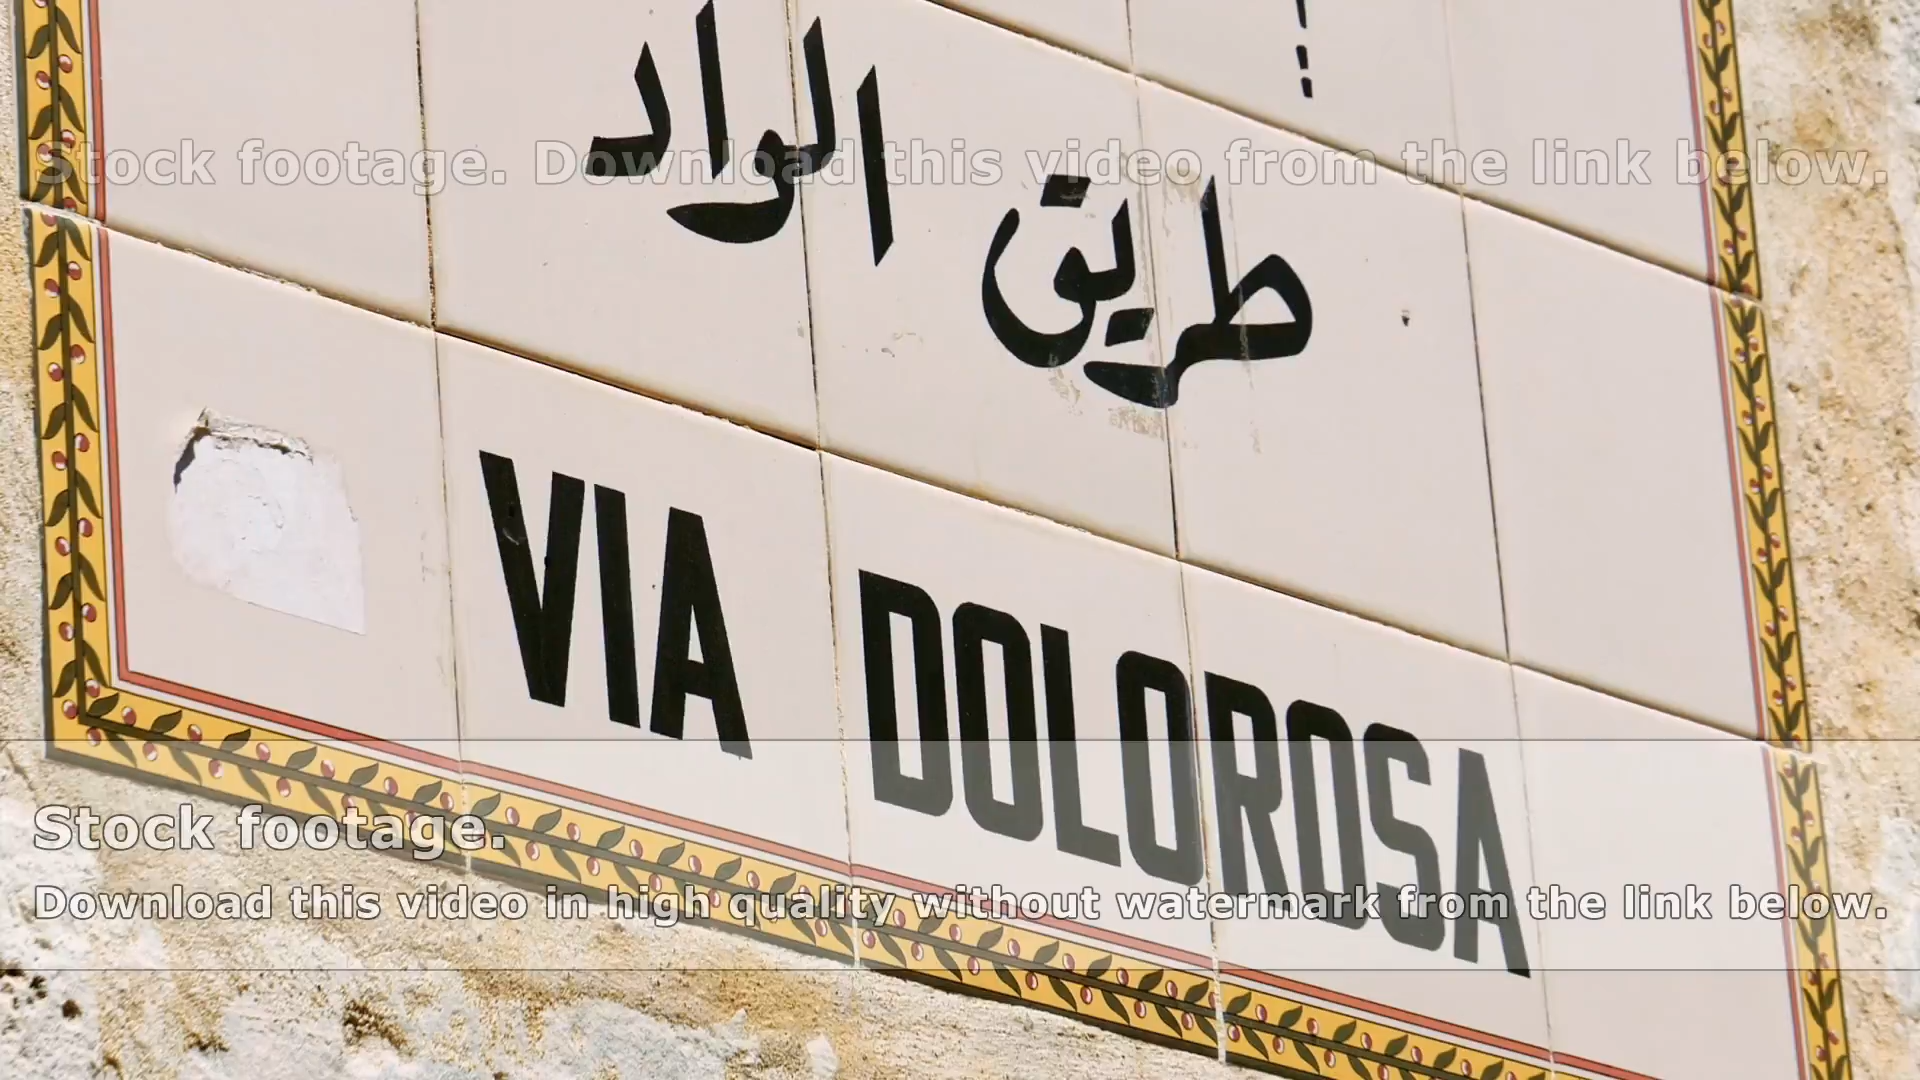 Stock footage. Download this video from the link below.
طريق الواد
VIA DOLOROSA
Stock footage.
Download this video in high quality without watermark from the link below.